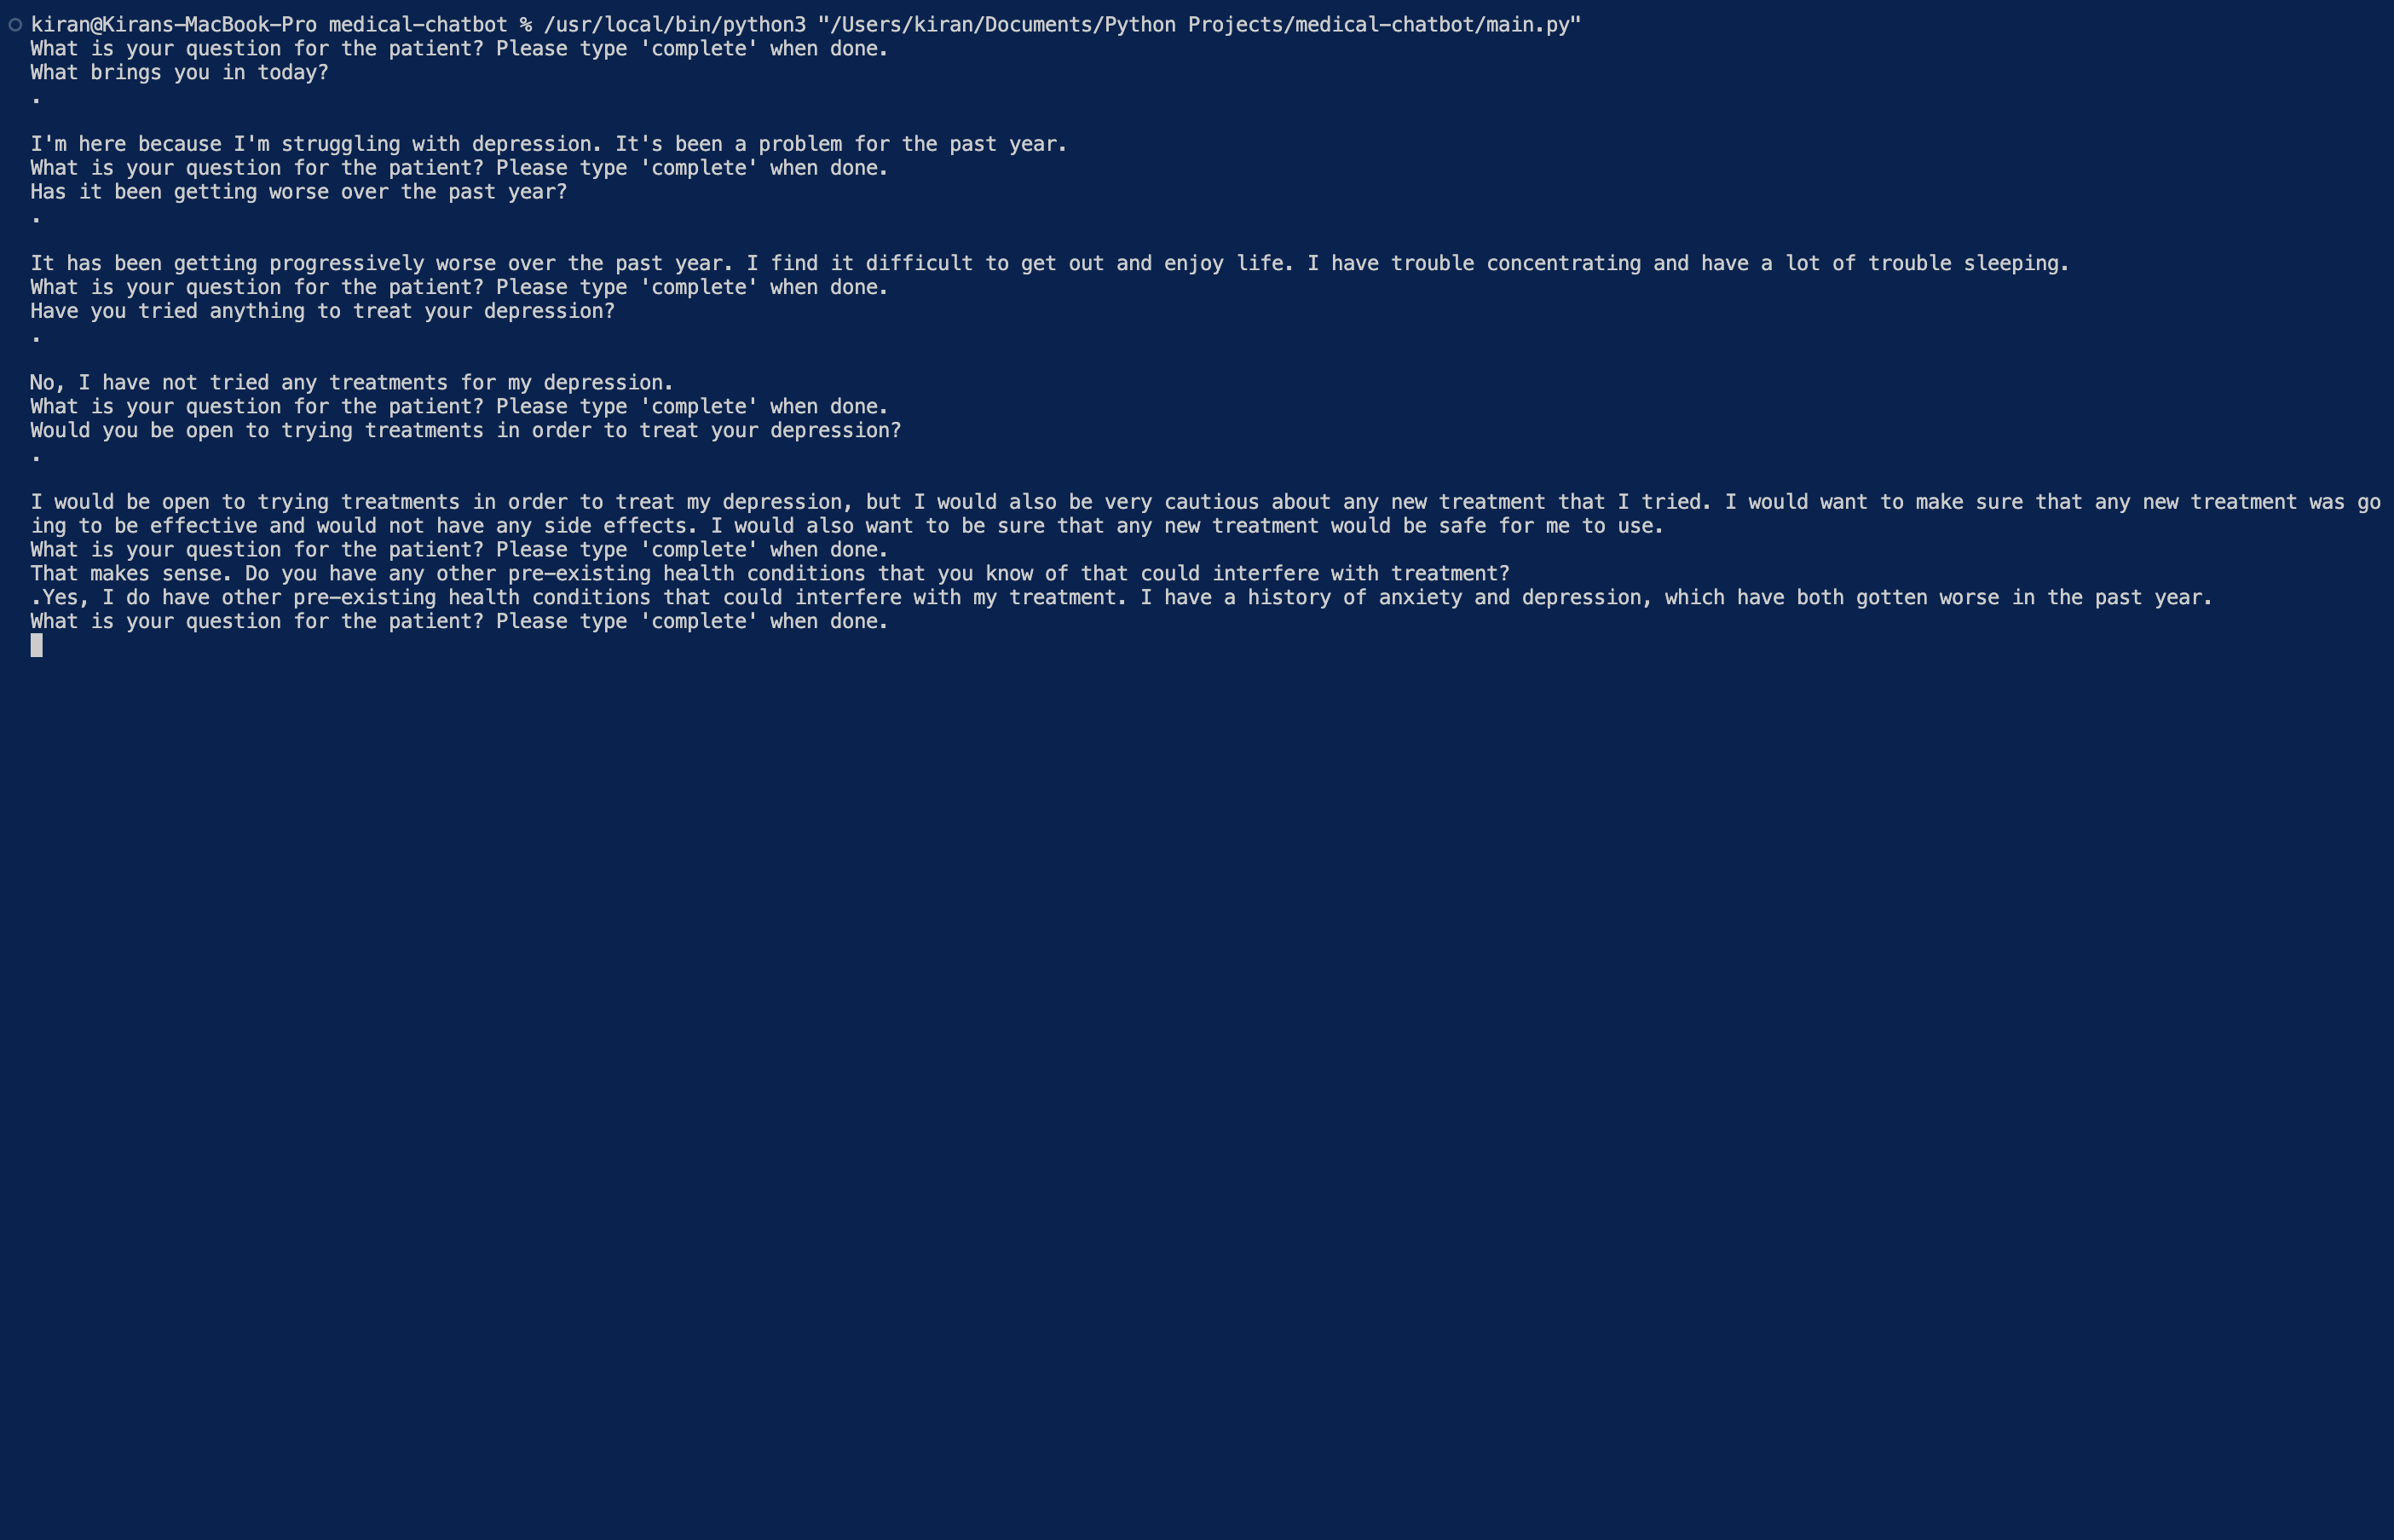 kiran@Kirans-MacBook-Pro medical-chatbot % /usr/local/bin/python3 "/Users/kiran/Documents/Python Projects/medical-chatbot/main.py"
What is your question for the patient? Please type 'complete' when done.
What brings you in today?
.
I'm here because I'm struggling with depression. It's been a problem for the past year.
What is your question for the patient? Please type 'complete' when done.
Has it been getting worse over the past year?
.
It has been getting progressively worse over the past year. I find it difficult to get out and enjoy life. I have trouble concentrating and have a lot of trouble sleeping.
What is your question for the patient? Please type 'complete' when done.
Have you tried anything to treat your depression?
.
No, I have not tried any treatments for my depression.
What is your question for the patient? Please type 'complete' when done.
Would you be open to trying treatments in order to treat your depression?
.
I would be open to trying treatments in order to treat my depression, but I would also be very cautious about any new treatment that I tried. I would want to make sure that any new treatment was go
ing to be effective and would not have any side effects. I would also want to be sure that any new treatment would be safe for me to use.
What is your question for the patient? Please type 'complete' when done.
That makes sense. Do you have any other pre-existing health conditions that you know of that could interfere with treatment?
.Yes, I do have other pre-existing health conditions that could interfere with my treatment. I have a history of anxiety and depression, which have both gotten worse in the past year.
What is your question for the patient? Please type 'complete' when done.